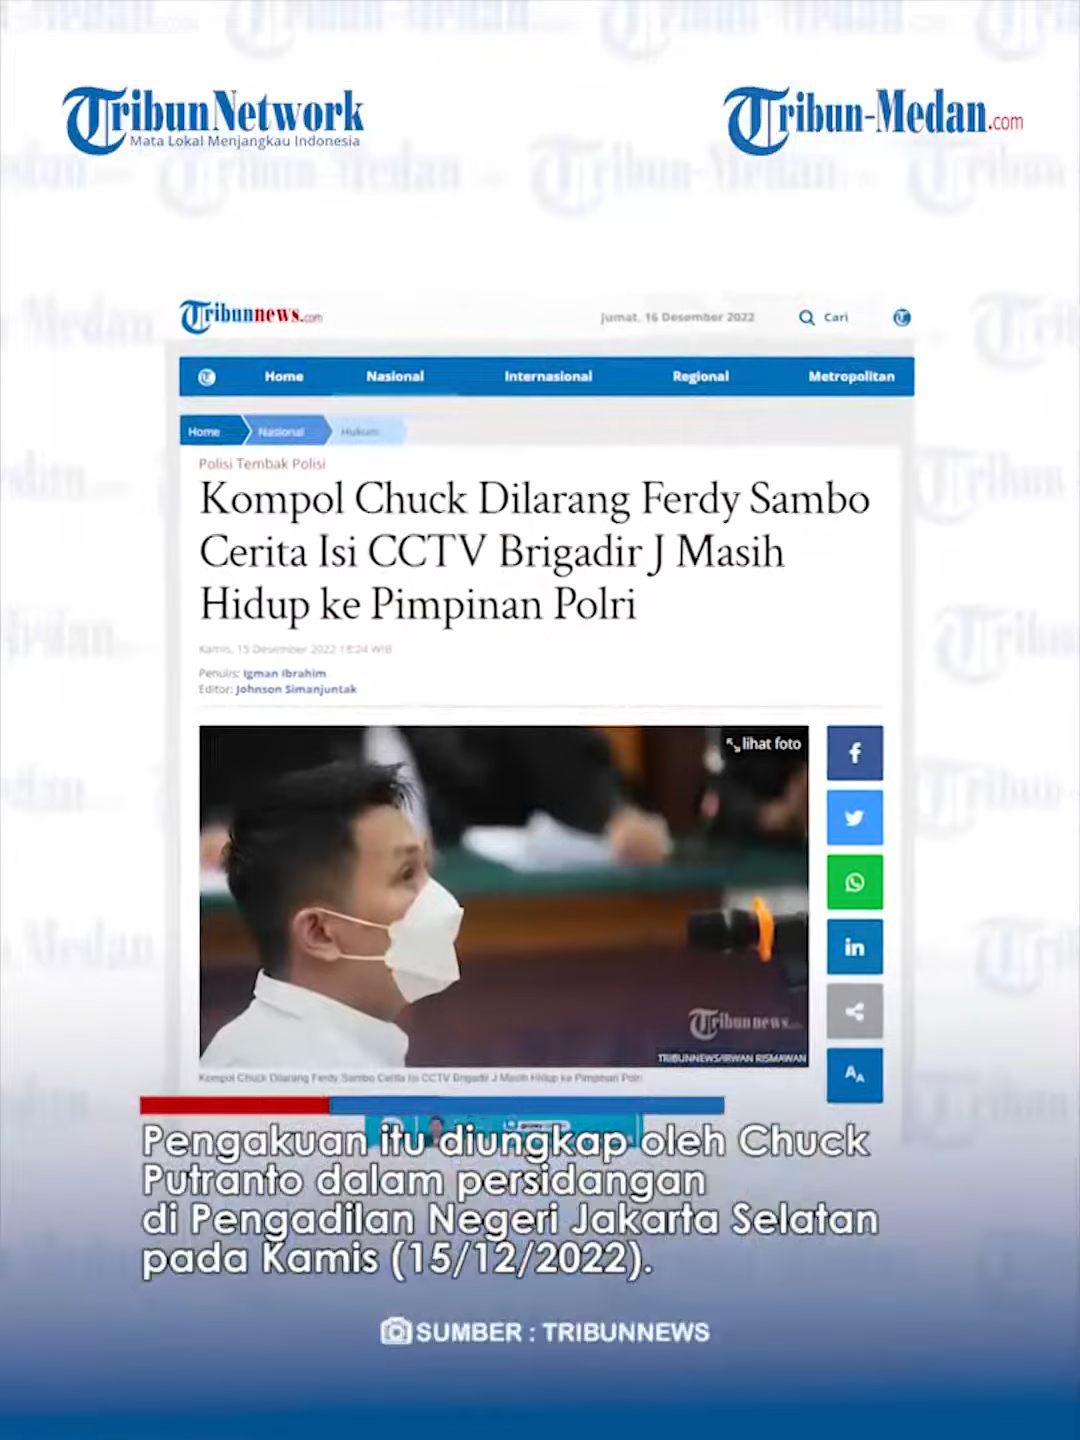 Tribun Network
Mata Lokal Menjangkau Indonesia
Tribun-Medan.com
Tribunnews.com
Jumat, 16 Desember 2022
Cari
Home Nasional Internasional Regional Metropolitan
Home Nasional Hukum
Polisi Tembak Polisi
Kompol Chuck Dilarang Ferdy Sambo
Cerita Isi CCTV Brigadir J Masih
Hidup ke Pimpinan Polri
Kamis, 15 Desember 2022 18:24 WIB
Penulis: Igman Ibrahim
Editor: Johnson Simanjuntak
lihat foto
Tribunnews.com
TRIBUNNEWS/IRWAN RISMAWAN
Kompol Chuck Dilarang Ferdy Sambo Cerita Isi CCTV Brigadir J Masih Hidup ke Pimpinan Polri
Pengakuan itu diungkap oleh Chuck
Putranto dalam persidangan
di Pengadilan Negeri Jakarta Selatan
pada Kamis (15/12/2022).
SUMBER : TRIBUNNEWS